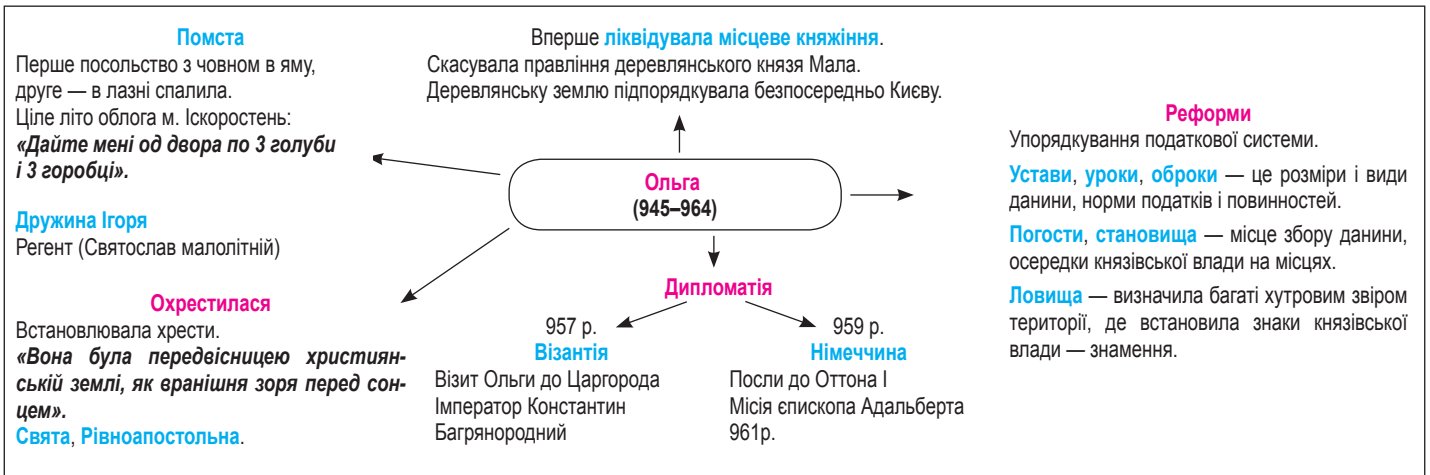 Помста
Перше посольство з човном в яму,
друге — в лазні спалила.
Ціле літо облога м. Іскоростень:
«Дайте мені од двора по 3 голуби
і 3 горобці».
Дружина Ігоря
Регент (Святослав малолітній)
Охрестилася
Встановлювала хрести.
«Вона була передвісницею християн-
ській землі, як вранішня зоря перед сон-
цем».
Свята, Рівноапостольна.
Вперше ліквідувала місцеве княжіння.
Скасувала правління деревлянського князя Мала.
Деревлянську землю підпорядкувала безпосередньо Києву.
Ольга
(945–964)
Дипломатія
957 р.
Візантія
Візит Ольги до Царгорода
Імператор Константин
Багрянородний
959 р.
Німеччина
Посли до Оттона І
Місія єпископа Адальберта
961р.
Реформи
Упорядкування податкової системи.
Устави, уроки, оброки — це розміри і види
данини, норми податків і повинностей.
Погости, становища — місце збору данини,
осередки князівської влади на місцях.
Ловища — визначила багаті хутровим звіром
території, де встановила знаки князівської
влади — знамення.